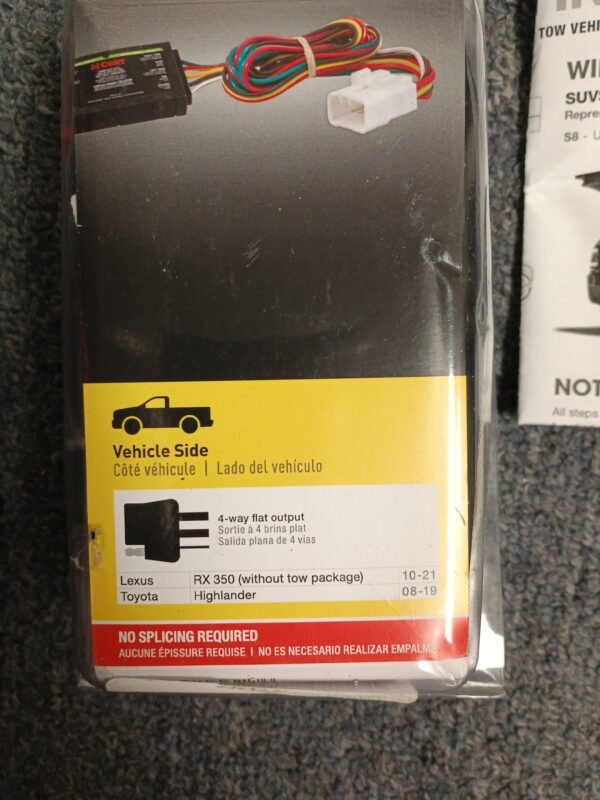 CURT
Vehicle Side
Côté véhicule | Lado del vehículo
4-way flat output
Sortie à 4 brins plat
Salida plana de 4 vías
Lexus RX 350 (without tow package) 10-21
Toyota Highlander 08-19
NO SPLICING REQUIRED
AUCUNE ÉPISSURE REQUISE | NO ES NECESARIO REALIZAR EMPALME
TOW VEHI
WI
SUVS
Repres
S8 - U
NOT
All steps